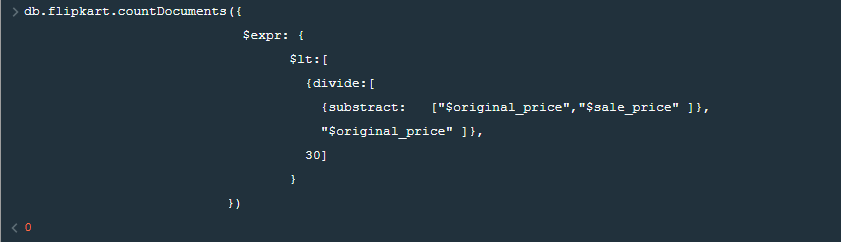 > db.flipkart.countDocuments({
$expr: {
$lt:[
{divide:[
{substract: ["$original_price","$sale_price" ]},
"$original_price" ]},
30]
}
})
< 0